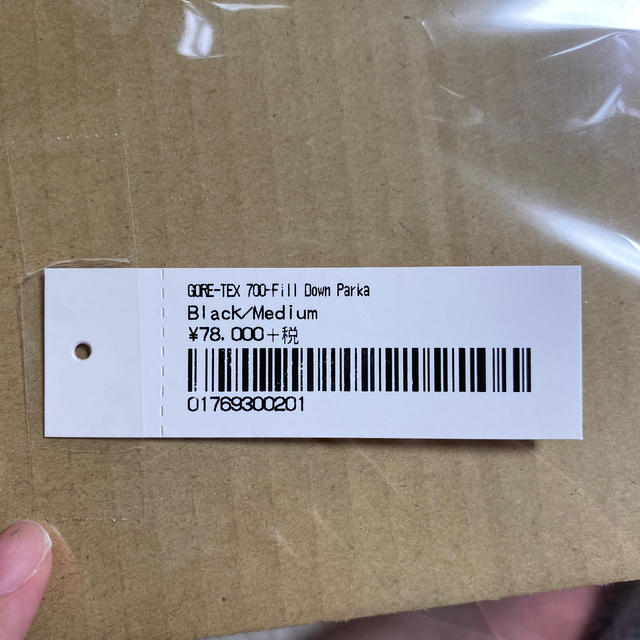 GORE-TEX 700-Fill Down Parka
Black/Medium
¥78,000+税
01769300201